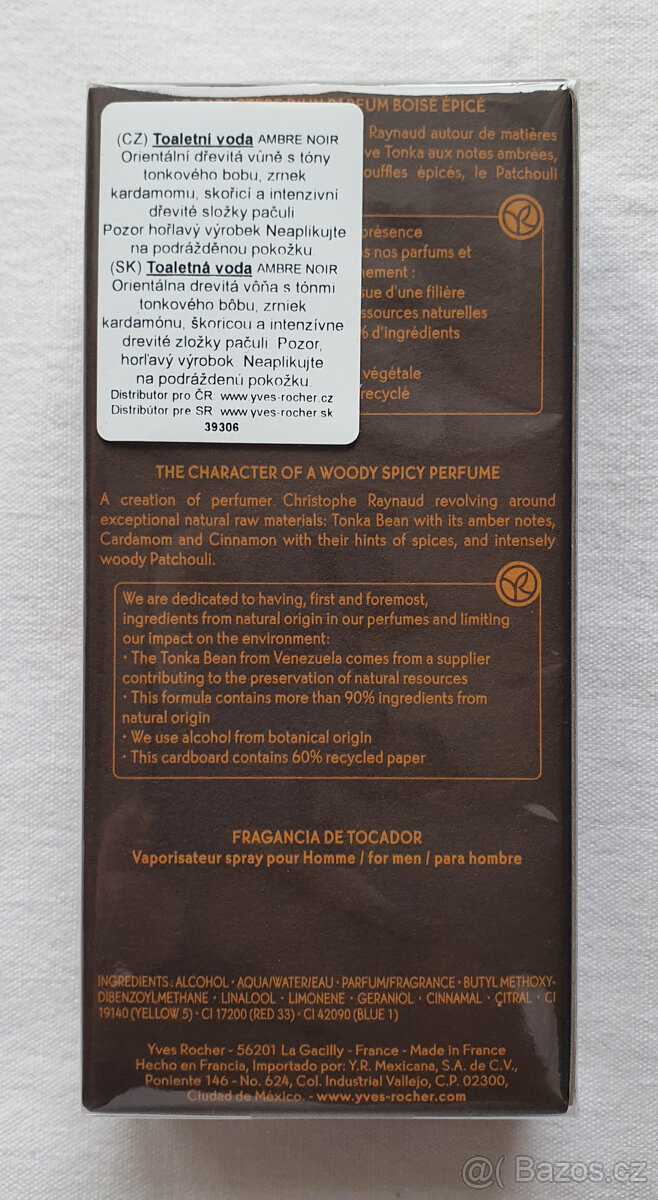 PARFUM BOISÉ ÉPICÉ
(CZ) Toaletní voda AMBRE NOIR
Orientální dřevitá vůně s tóny
tonkového bobu, zrnek
kardamomu, skořicí a intenzivní
dřevité složky pačuli
Pozor hořlavý výrobek Neaplikujte
na podrážděnou pokožku.
(SK) Toaletná voda AMBRE NOIR
Orientálna drevitá vôňa s tónmi
tonkového bôbu, zrniek
kardamónu, škoricou a intenzívne
drevité zložky pačuli. Pozor,
horľavý výrobok. Neaplikujte
na podráždenú pokožku.
Distributor pro ČR: www.yves-rocher.cz
Distribútor pre SR: www.yves-rocher.sk
39306
Raynaud autour de matières
Tonka aux notes ambrées,
épicés, le Patchouli
YR
présence
nos parfums et
d'une filière
ressources naturelles
d'ingrédients
végétale
recyclé
THE CHARACTER OF A WOODY SPICY PERFUME
A creation of perfumer Christophe Raynaud revolving around
exceptional natural raw materials: Tonka Bean with its amber notes,
Cardamom and Cinnamon with their hints of spices, and intensely
woody Patchouli.
YR
We are dedicated to having, first and foremost,
ingredients from natural origin in our perfumes and limiting
our impact on the environment:
• The Tonka Bean from Venezuela comes from a supplier
contributing to the preservation of natural resources
• This formula contains more than 90% ingredients from
natural origin
• We use alcohol from botanical origin
• This cardboard contains 60% recycled paper
FRAGANCIA DE TOCADOR
Vaporisateur spray pour Homme / for men / para hombre
INGREDIENTS : ALCOHOL • AQUA/WATER/EAU • PARFUM/FRAGRANCE • BUTYL METHOXY-
DIBENZOYLMETHANE • LINALOOL • LIMONENE • GERANIOL • CINNAMAL • CITRAL • CI
19140 (YELLOW 5) • CI 17200 (RED 33) • CI 42090 (BLUE 1)
Yves Rocher - 56201 La Gacilly - France - Made in France
Hecho en Francia, Importado por: Y.R. Mexicana, S.A. de C.V.,
Poniente 146 - No. 624, Col. Industrial Vallejo, C.P. 02300,
Ciudad de México. - www.yves-rocher.com
@( Bazos.cz